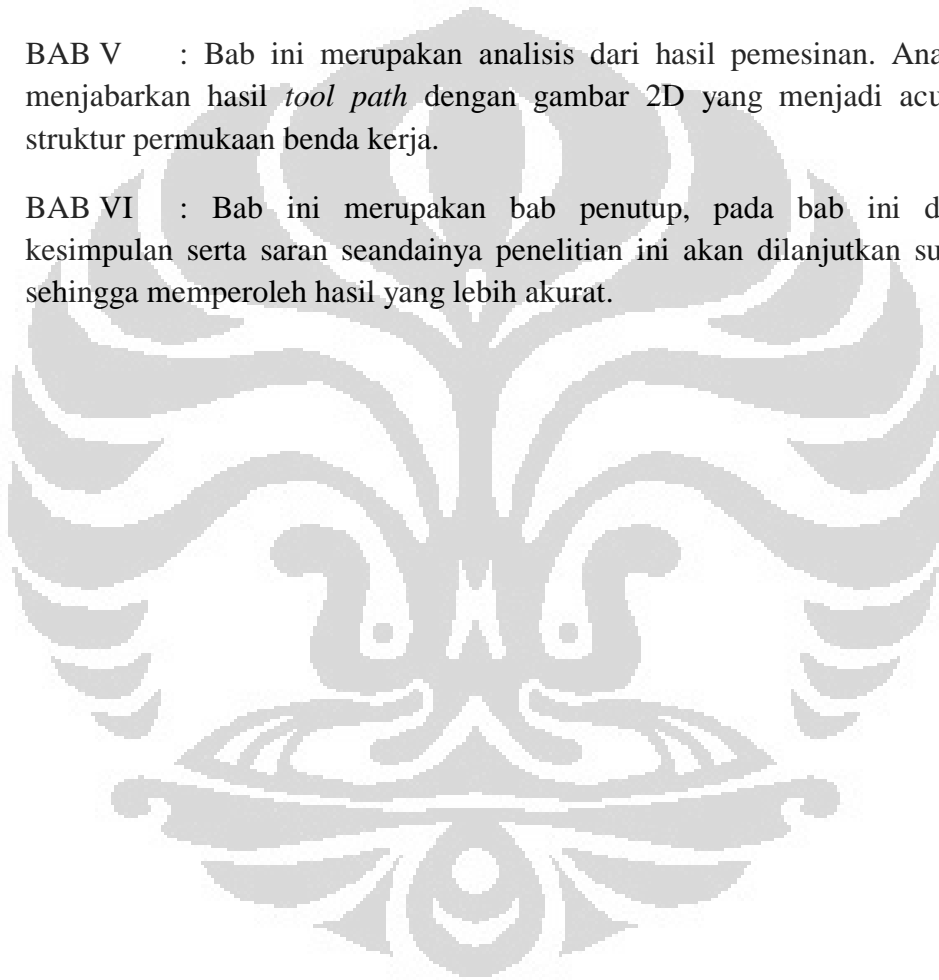 BAB V : Bab ini merupakan analisis dari hasil pemesinan. Ana
menjabarkan hasil tool path dengan gambar 2D yang menjadi acu
struktur permukaan benda kerja.
BAB VI : Bab ini merupakan bab penutup, pada bab ini d
kesimpulan serta saran seandainya penelitian ini akan dilanjutkan su
sehingga memperoleh hasil yang lebih akurat.